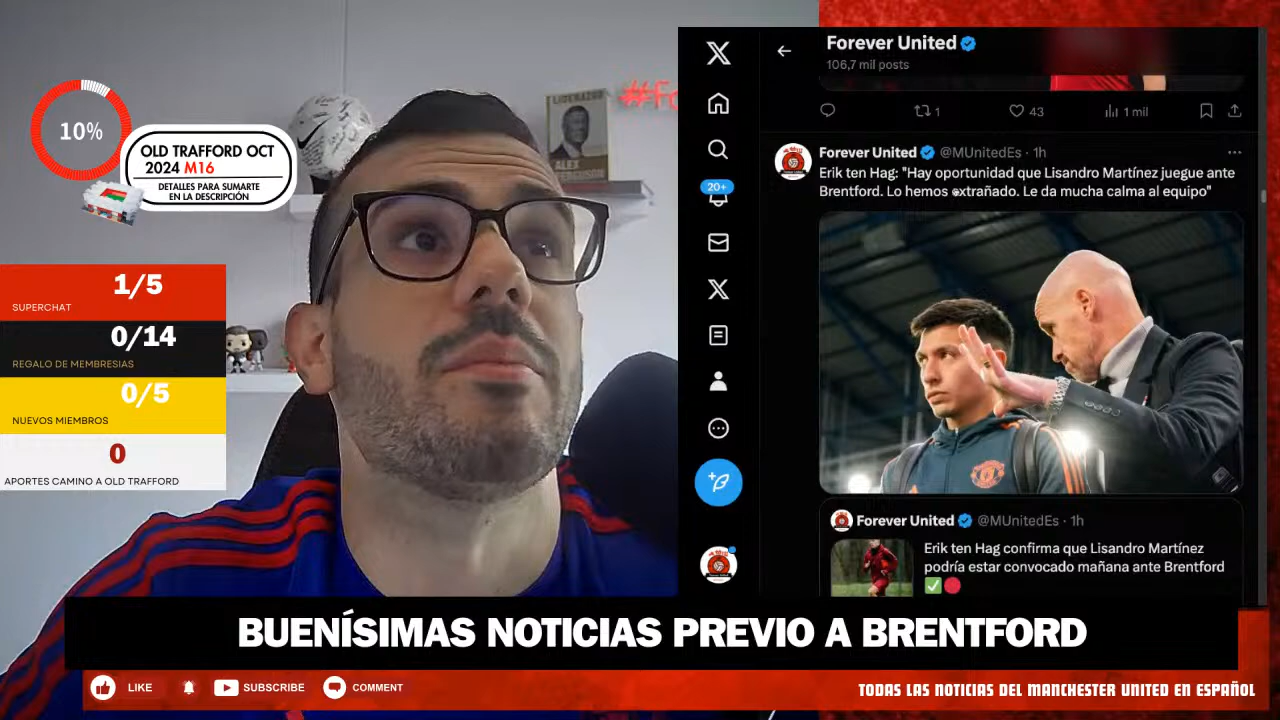 10%
OLD TRAFFORD OCT
2024 M16
DETALLES PARA SUMARTE
EN LA DESCRIPCIÓN
1/5
SUPERCHAT
0/14
REGALO DE MEMBRESIAS
0/5
NUEVOS MIEMBROS
0
APORTES CAMINO A OLD TRAFFORD
LIDERAZGO
ALEX
FERGUSON
Forever United
106,7 mil posts
1
43
1 mil
20+
Forever United @MUnitedEs · 1h
Erik ten Hag: "Hay oportunidad que Lisandro Martínez juegue ante
Brentford. Lo hemos extrañado. Le da mucha calma al equipo"
Forever United @MUnitedEs · 1h
Erik ten Hag confirma que Lisandro Martínez
podría estar convocado mañana ante Brentford
BUENÍSIMAS NOTICIAS PREVIO A BRENTFORD
LIKE
SUBSCRIBE
COMMENT
TODAS LAS NOTICIAS DEL MANCHESTER UNITED EN ESPAÑOL